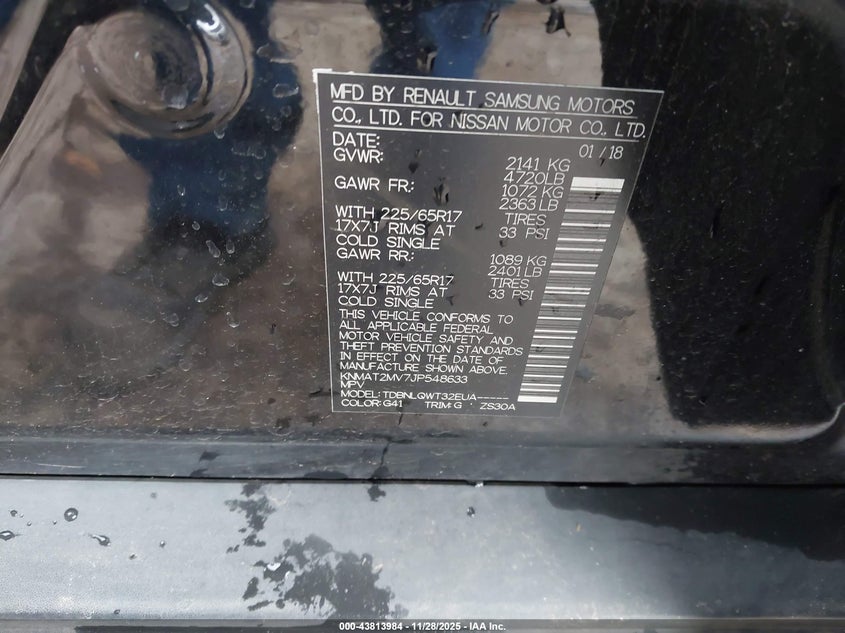 MFD BY RENAULT SAMSUNG MOTORS
CO., LTD. FOR NISSAN MOTOR CO., LTD.
DATE: 01 / 18
GVWR: 2141 KG
4720LB
GAWR FR: 1072 KG
2363 LB
WITH 225/65R17 TIRES
17X7J RIMS AT 33 PSI
COLD SINGLE
GAWR RR: 1089 KG
2401 LB
WITH 225/65R17 TIRES
17X7J RIMS AT 33 PSI
COLD SINGLE
THIS VEHICLE CONFORMS TO
ALL APPLICABLE FEDERAL
MOTOR VEHICLE SAFETY AND
THEFT PREVENTION STANDARDS
IN EFFECT ON THE DATE OF
MANUFACTURE SHOWN ABOVE.
KNMAT2MV7JP548633
MPV
MODEL: TDBNLQWT32EUA-----
COLOR: G41 TRIM: G ZS30A
000-43813984 - 11/28/2025 - IAA Inc.